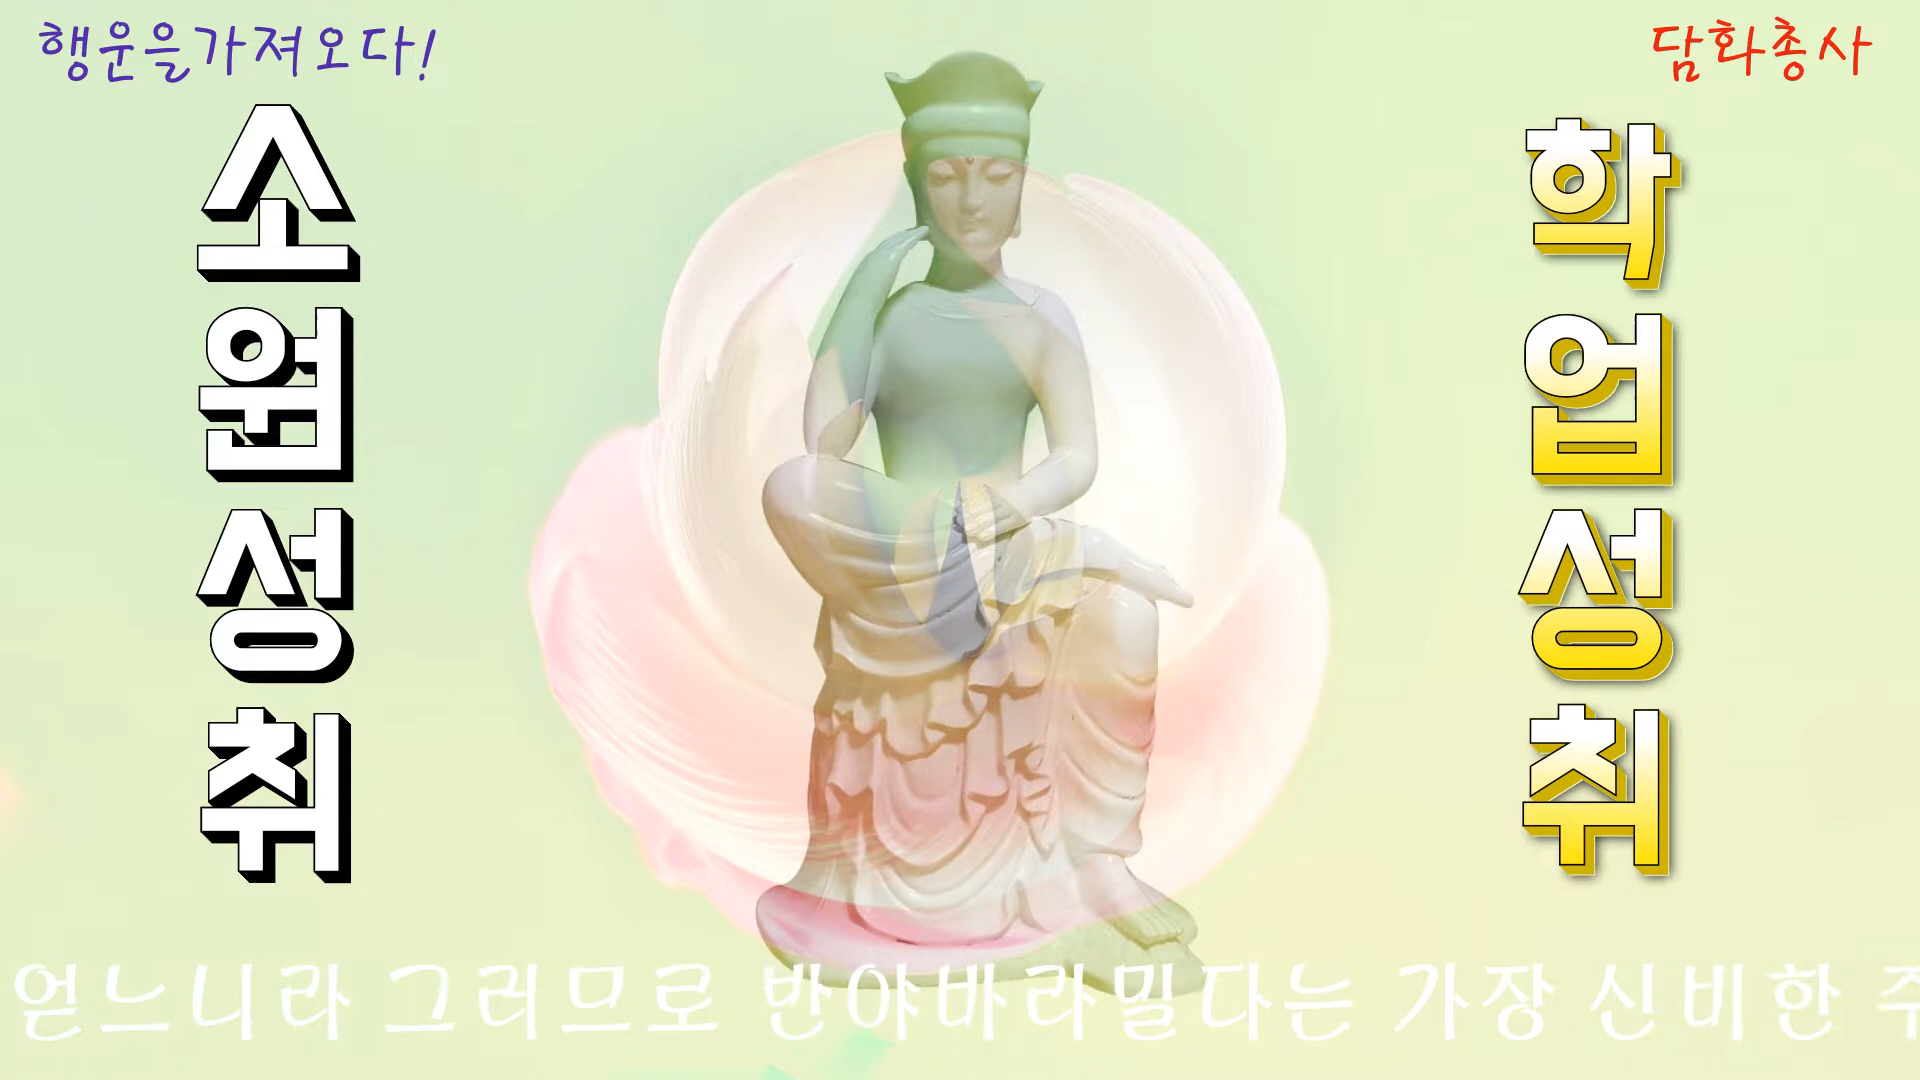 행운을가져오다!
담화총사
소원성취
학업성취
얻느니라 그러므로 반야바라밀다는 가장 신비한 주